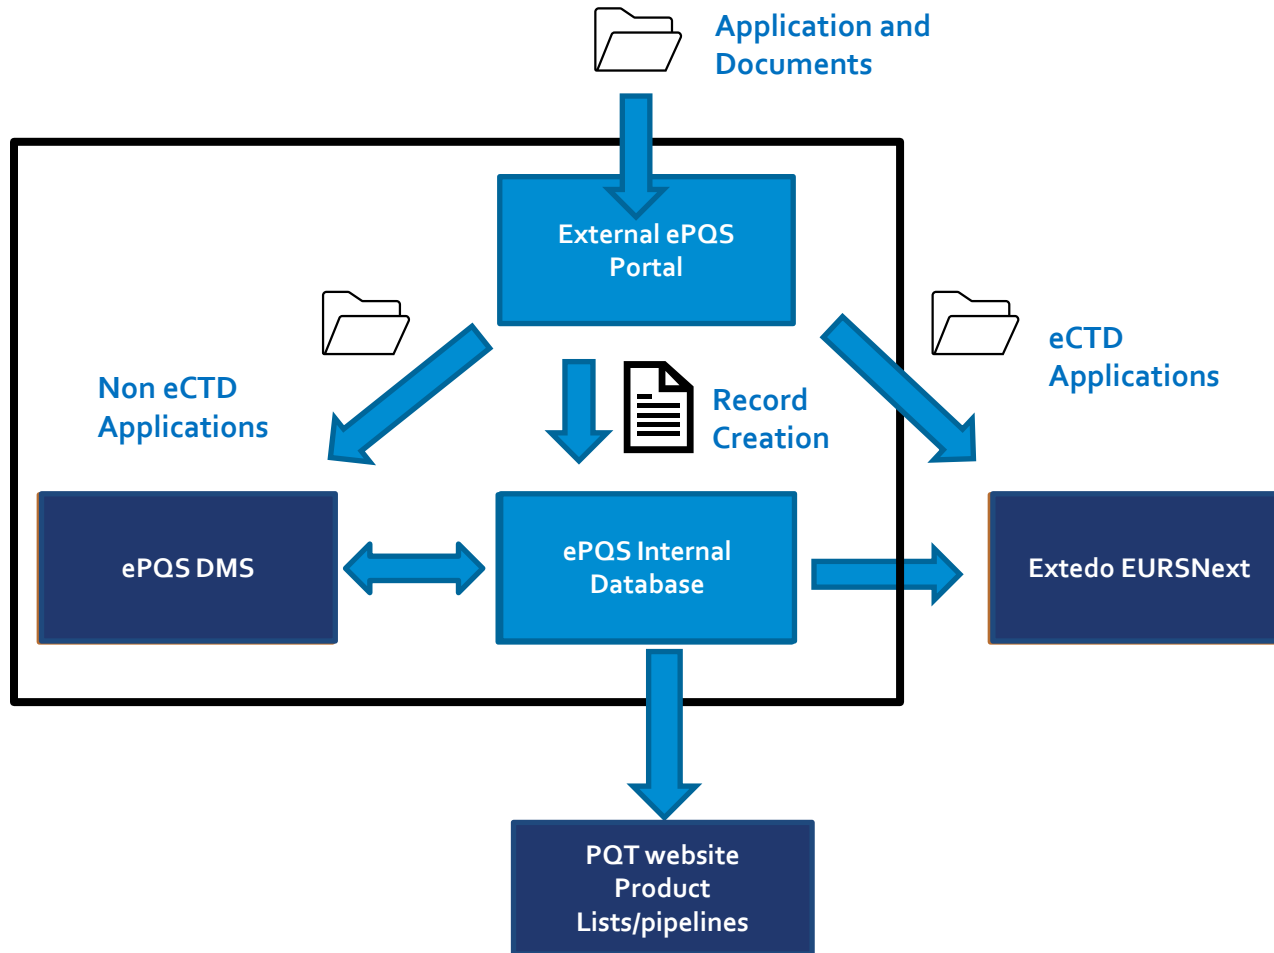 Application and
Documents
External ePQS
Portal
Non eCTD
Applications
Record
Creation
eCTD
Applications
ePQS DMS
ePQS Internal
Database
Extedo EURSNext
PQT website
Product
Lists/pipelines